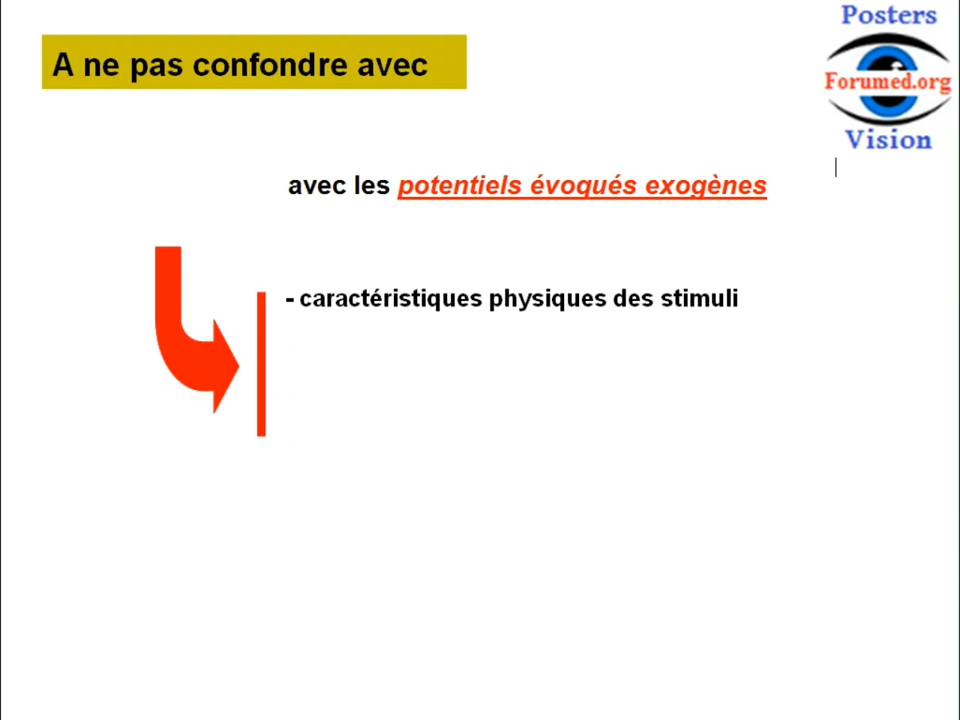 Posters
A ne pas confondre avec
Forumed.org
Vision
avec les potentiels évoqués exogènes
- caractéristiques physiques des stimuli